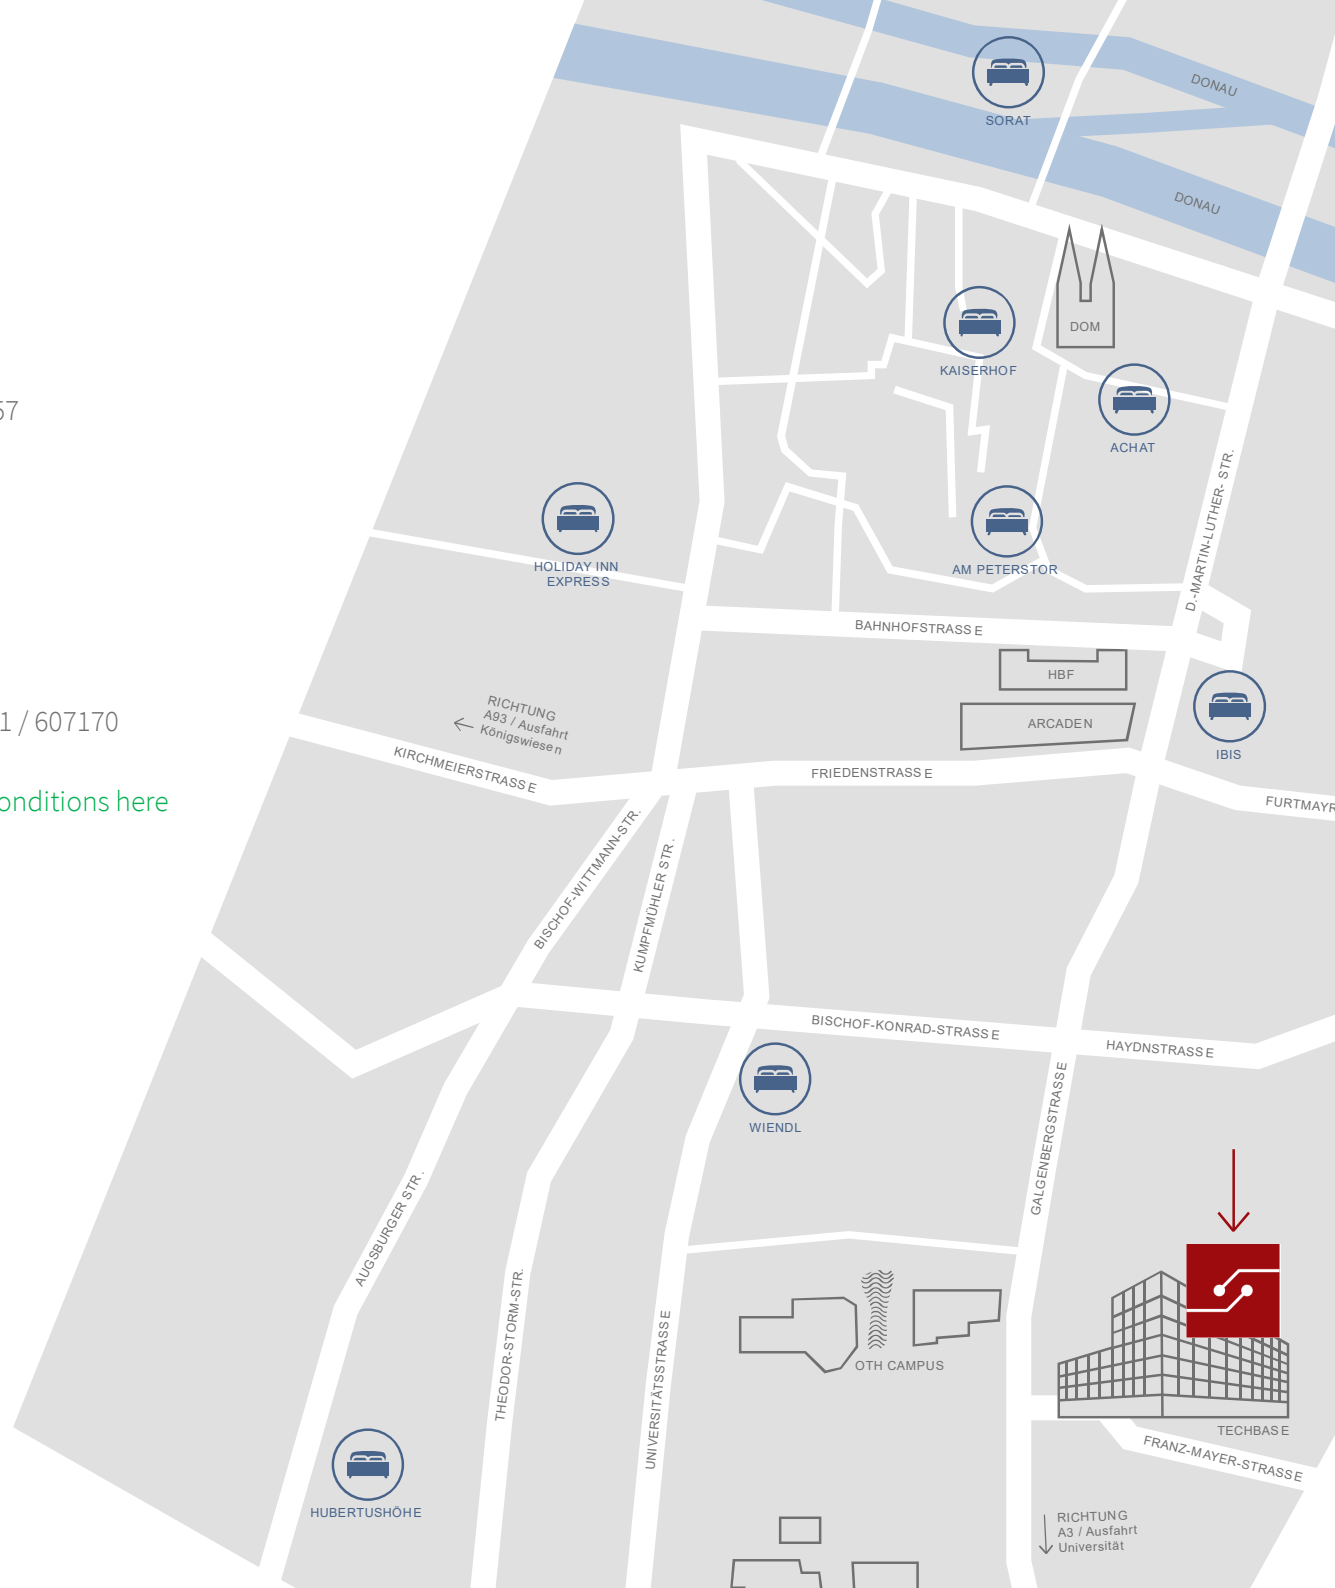 DONAU
SORAT
DONAU
DOM
KAISERHOF
57
ACHAT
D.-MARTIN-LUTHER- STR.
HOLIDAY INN
EXPRESS
AM PETERSTOR
BAHNHOFSTRASSE
HBF
RICHTUNG
A93 / Ausfahrt
Königswiesen
1 / 607170
ARCADEN
IBIS
KIRCHMEIERSTRASSE
FRIEDENSTRASSE
onditions here
FURTMAYR
BISCHOF-WITTMANN-STR.
KUMPFMÜHLER STR.
BISCHOF-KONRAD-STRASSE
HAYDNSTRASSE
WIENDL
GALGENBERGSTRASSE
AUGSBURGER STR.
THEODOR-STORM-STR.
UNIVERSITÄTSSTRASSE
OTH CAMPUS
TECHBASE
FRANZ-MAYER-STRASSE
HUBERTUSHÖHE
RICHTUNG
A3 / Ausfahrt
Universität